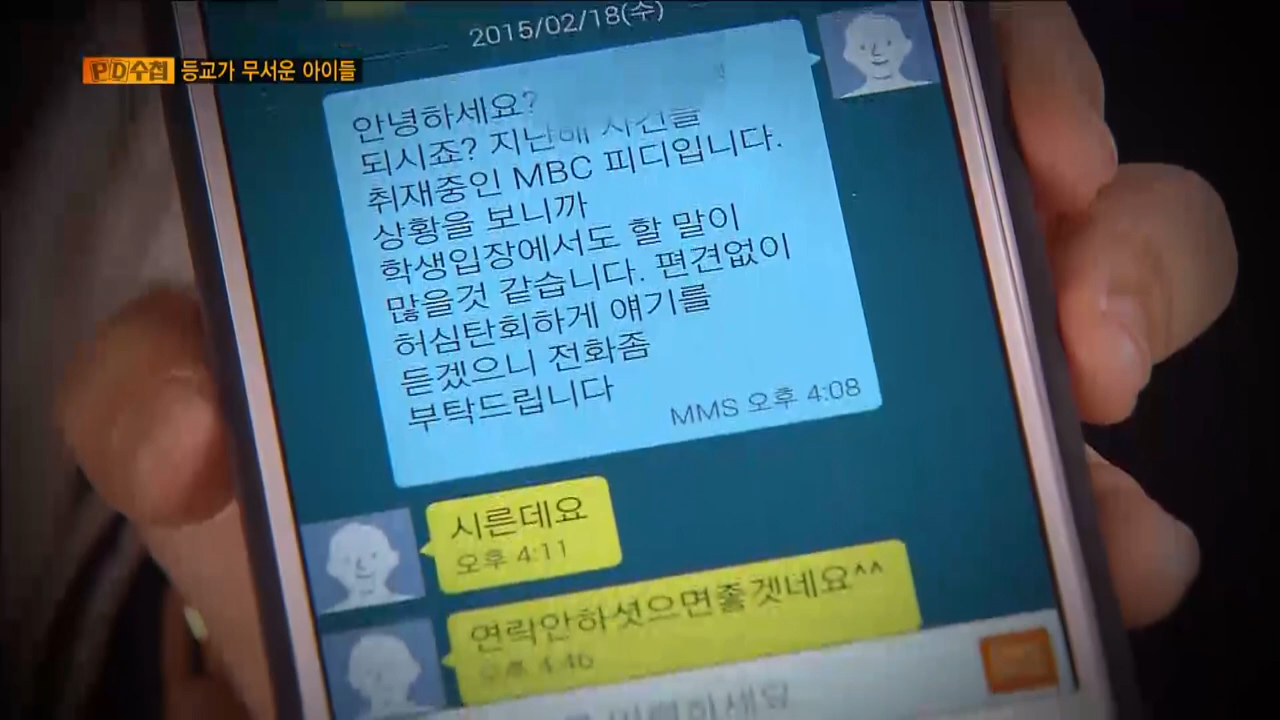 PD수첩 등교가 무서운 아이들
2015/02/18(수)
안녕하세요?
되시죠? 지난해 사건을
취재중인 MBC 피디입니다.
상황을 보니까
학생입장에서도 할 말이
많을것 같습니다. 편견없이
허심탄회하게 얘기를
듣겠으니 전화좀
부탁드립니다
MMS 오후 4:08
시른데요
오후 4:11
연락안하셧으면좋겟네요^^
오후 4:46